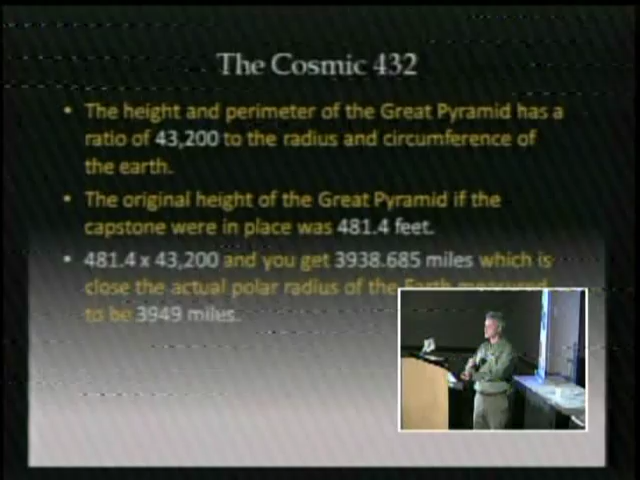 The Cosmic 432
• The height and perimeter of the Great Pyramid has a
ratio of 43,200 to the radius and circumference of
the earth.
• The original height of the Great Pyramid if the
capstone were in place was 481.4 feet.
• 481.4 x 43,200 and you get 3938.685 miles which is
close the actual polar radius of the Earth measured
to be 3949 miles.